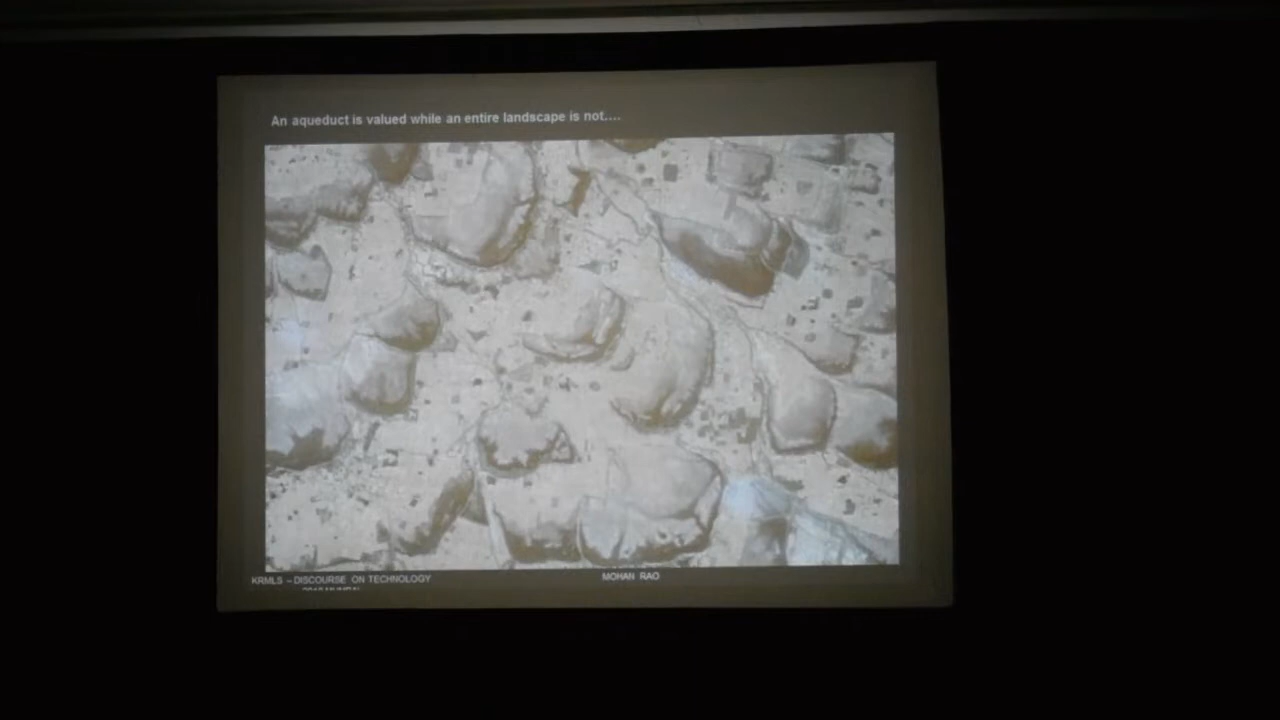 An aqueduct is valued while an entire landscape is not....
KRMLS – DISCOURSE ON TECHNOLOGY
MOHAN RAO